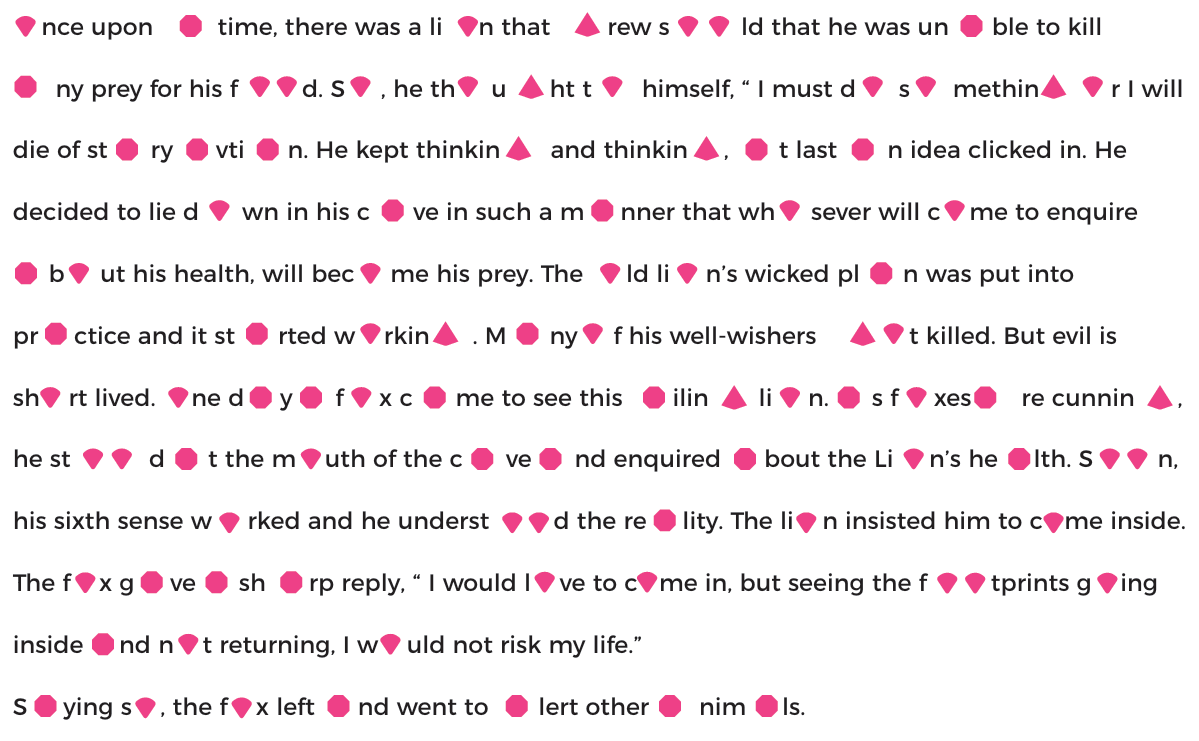 nce upon time, there was a li n that rew s ld that he was un ble to kill
ny prey for his f d. S , he th u ht t himself, “ I must d s methin r I will
die of st ry vti n. He kept thinkin and thinkin , t last n idea clicked in. He
decided to lie d wn in his c ve in such a m nner that wh sever will c me to enquire
b ut his health, will bec me his prey. The ld li n’s wicked pl n was put into
pr ctice and it st rted w rkin . M ny f his well-wishers t killed. But evil is
sh rt lived. ne d y f x c me to see this ilin li n. s f xes re cunnin ,
he st d t the m uth of the c ve nd enquired bout the Li n’s he lth. S n,
his sixth sense w rked and he underst d the re lity. The li n insisted him to c me inside.
The f x g ve sh rp reply, “ I would l ve to c me in, but seeing the f tprints g ing
inside nd n t returning, I w uld not risk my life.”
S ying s , the f x left nd went to lert other nim ls.